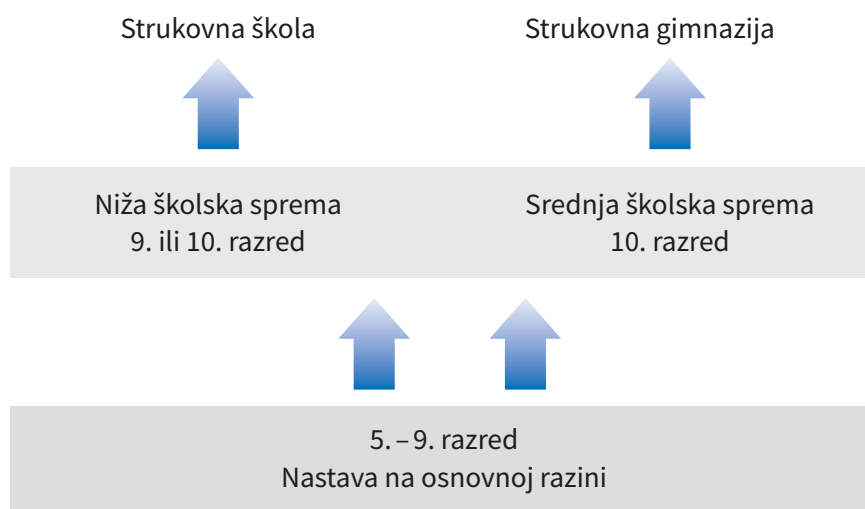 Strukovna škola
Strukovna gimnazija
Niža školska sprema
9. ili 10. razred
Srednja školska sprema
10. razred
5. – 9. razred
Nastava na osnovnoj razini